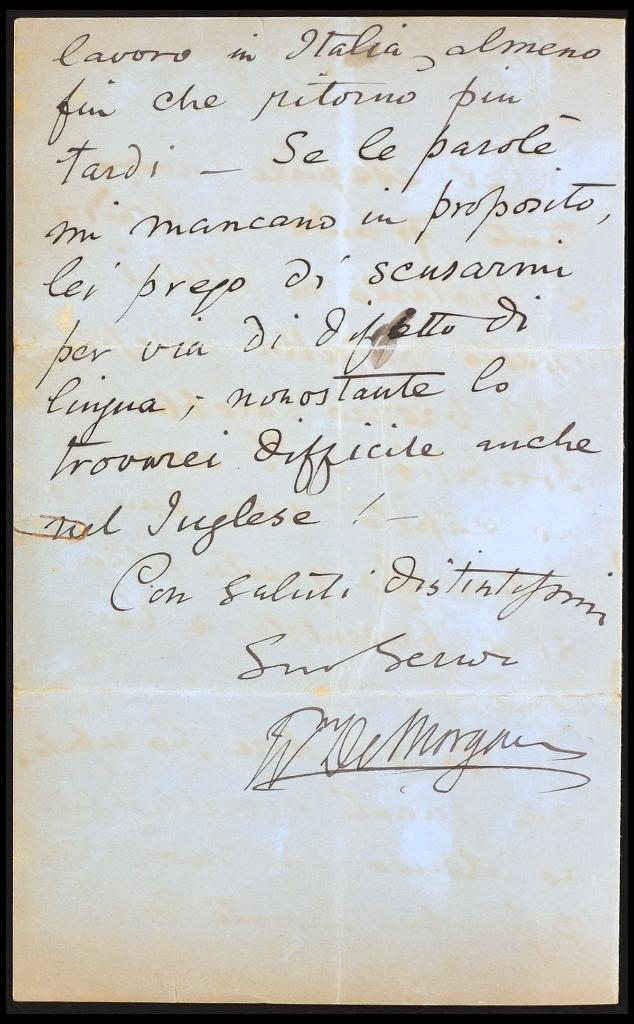 lavoro in Italia, almeno
fin che ritorno piu
tardi — Se le parole
mi mancano in proposito,
lei prego di scusarmi
per via di difetto di
lingua; nonostante lo
trovarei difficile anche
nel Inglese! —
Con saluti distintissimi
Suo Servo
Wm De Morgan